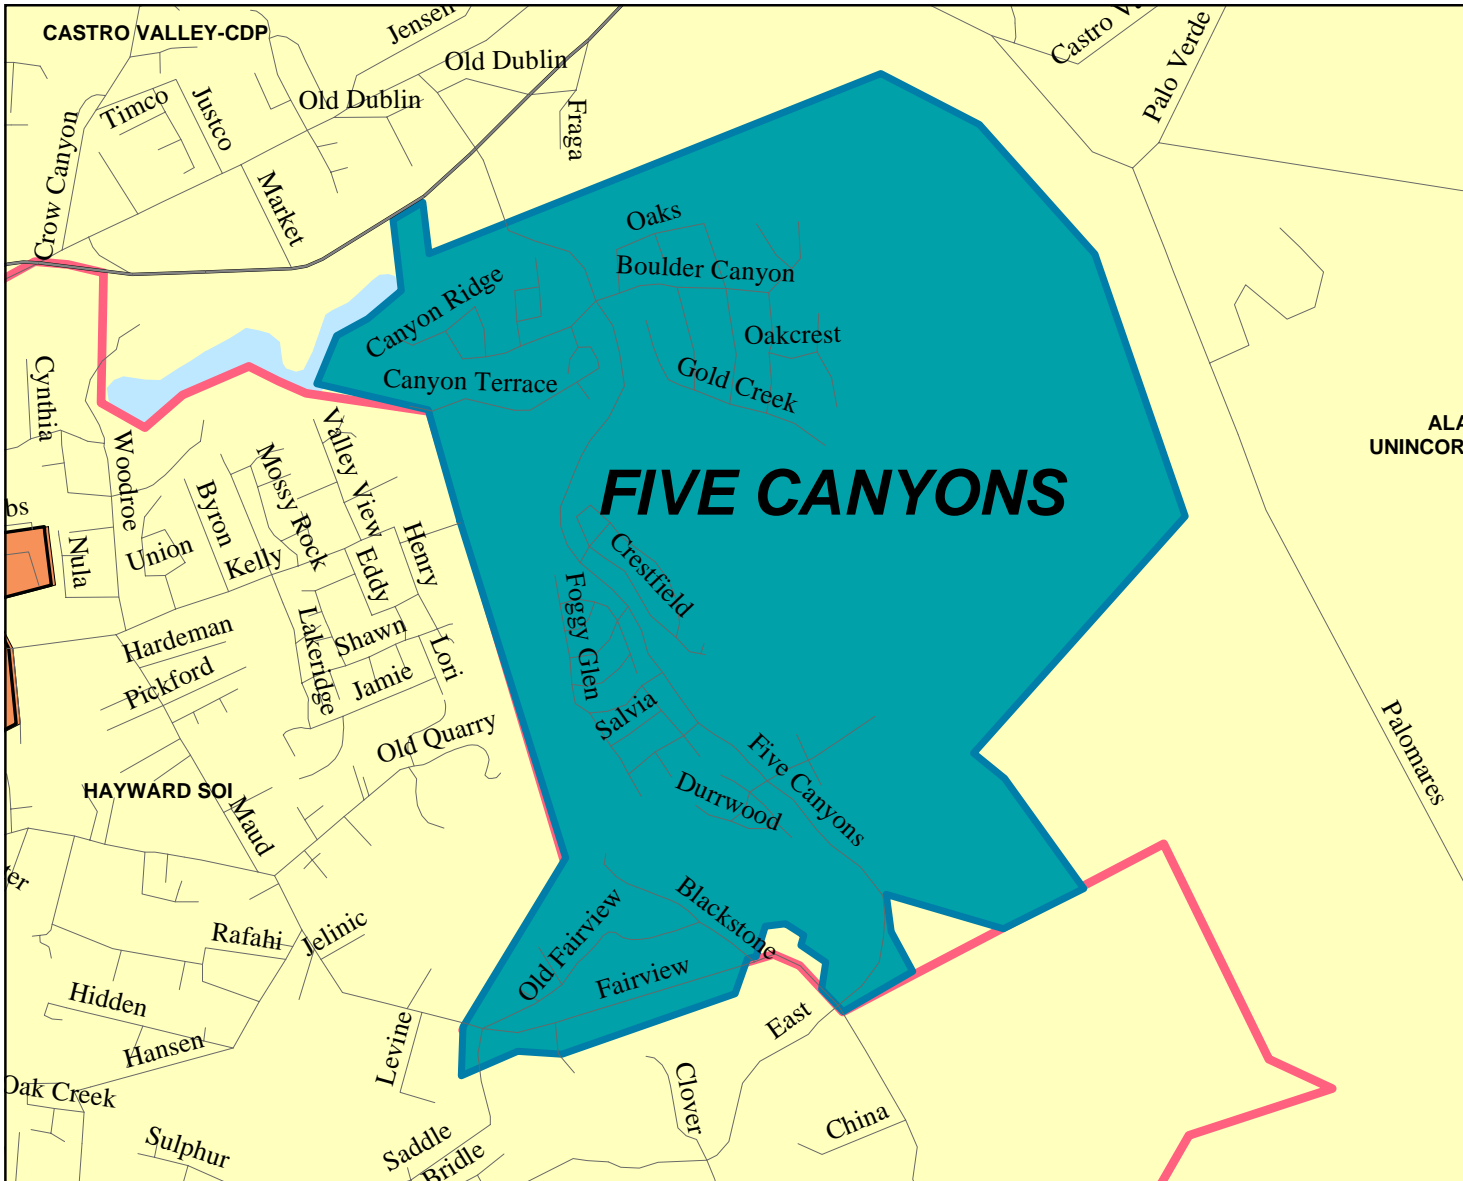 CASTRO VALLEY-CDP
Jensen
Old Dublin
Old Dublin
Timco
Justco
Crow Canyon
Market
Fraga
Palo Verde
Oaks
Boulder Canyon
Canyon Ridge
Canyon Terrace
Oakcrest
Gold Creek
FIVE CANYONS
ALA
UNINCOR
Cynthia
Woodroe
Valley View
Mossy Rock
Byron
Henry
bs
Nula
Union
Kelly
Eddy
Crestfield
Foggy Glen
Hardeman
Lakeridge
Shawn
Lori
Pickford
Jamie
Old Quarry
Salvia
Five Canyons
Durrwood
Palomares
HAYWARD SOI
Maud
ter
Rafahi
Jelinic
Blackstone
Old Fairview
Fairview
East
Hidden
Hansen
Levine
Oak Creek
Clover
China
Sulphur
Saddle
Bridle